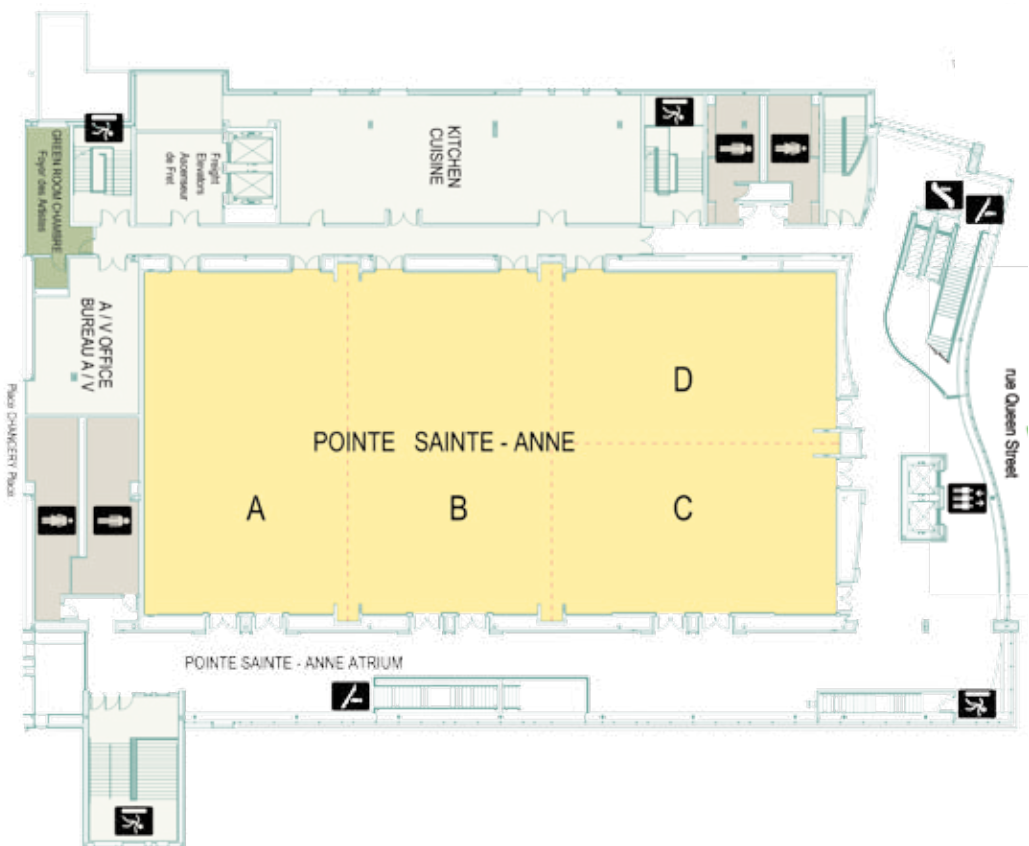 1
KITCHEN
CUISINE
Freight
Elevators
Ascenseur
de Fret
GREEN ROOM CHAMBRE
Foyer des Artistes
A / V OFFICE
BUREAU A / V
Place CHANCERY Place
rue Queen Street
D
POINTE SAINTE - ANNE
A
B
C
POINTE SAINTE - ANNE ATRIUM